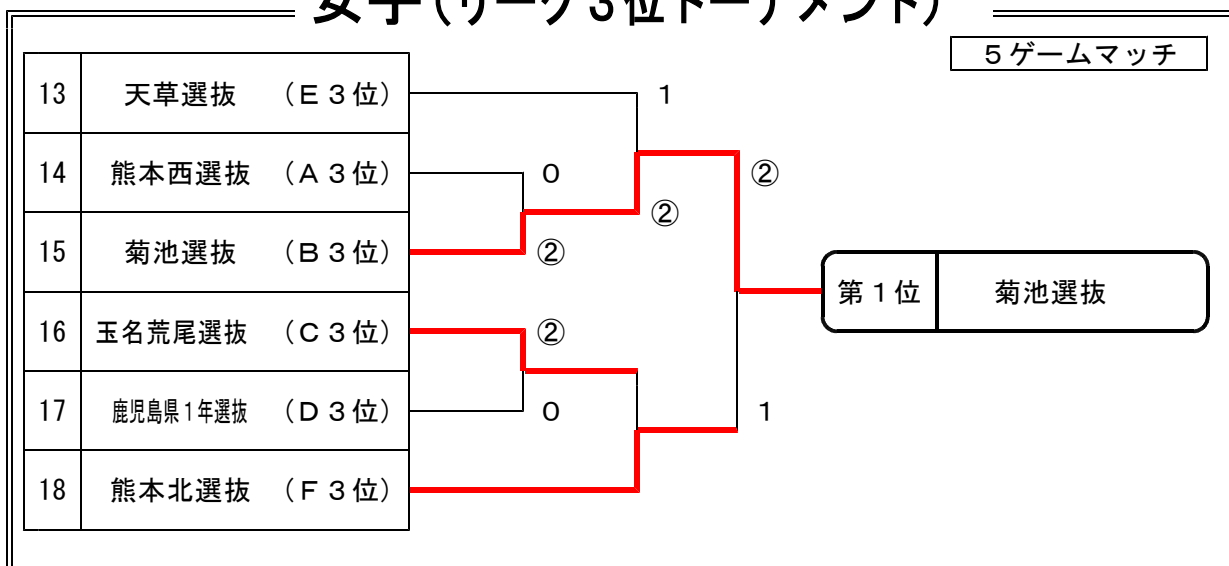 女子（リーグ３位トーナメント）
５ゲームマッチ
13 天草選抜 （Ｅ３位） 1
14 熊本西選抜 （Ａ３位） 0 ②
②
15 菊池選抜 （Ｂ３位） ②
第１位 菊池選抜
16 玉名荒尾選抜 （Ｃ３位） ②
17 鹿児島県１年選抜 （Ｄ３位） 0 1
18 熊本北選抜 （Ｆ３位）